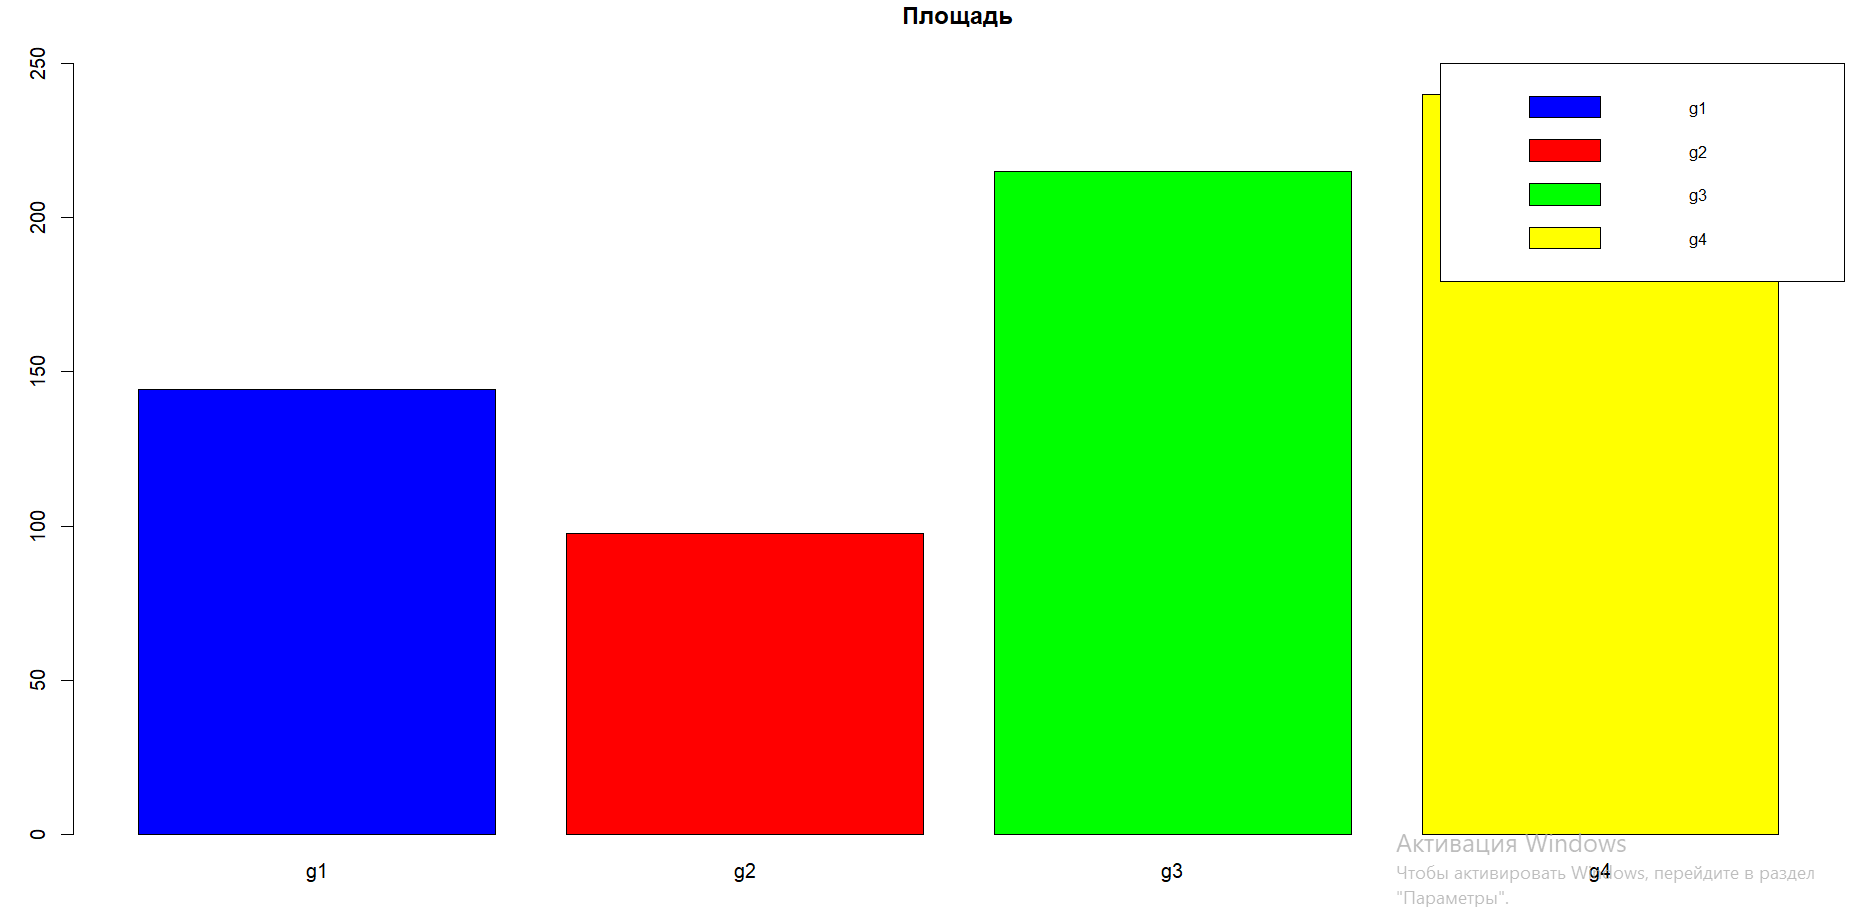 Площадь
250
200
150
100
50
0
g1
g2
g3
g4
g1
g2
g3
g4
Активация Windows
Чтобы активировать Windows, перейдите в раздел
"Параметры".